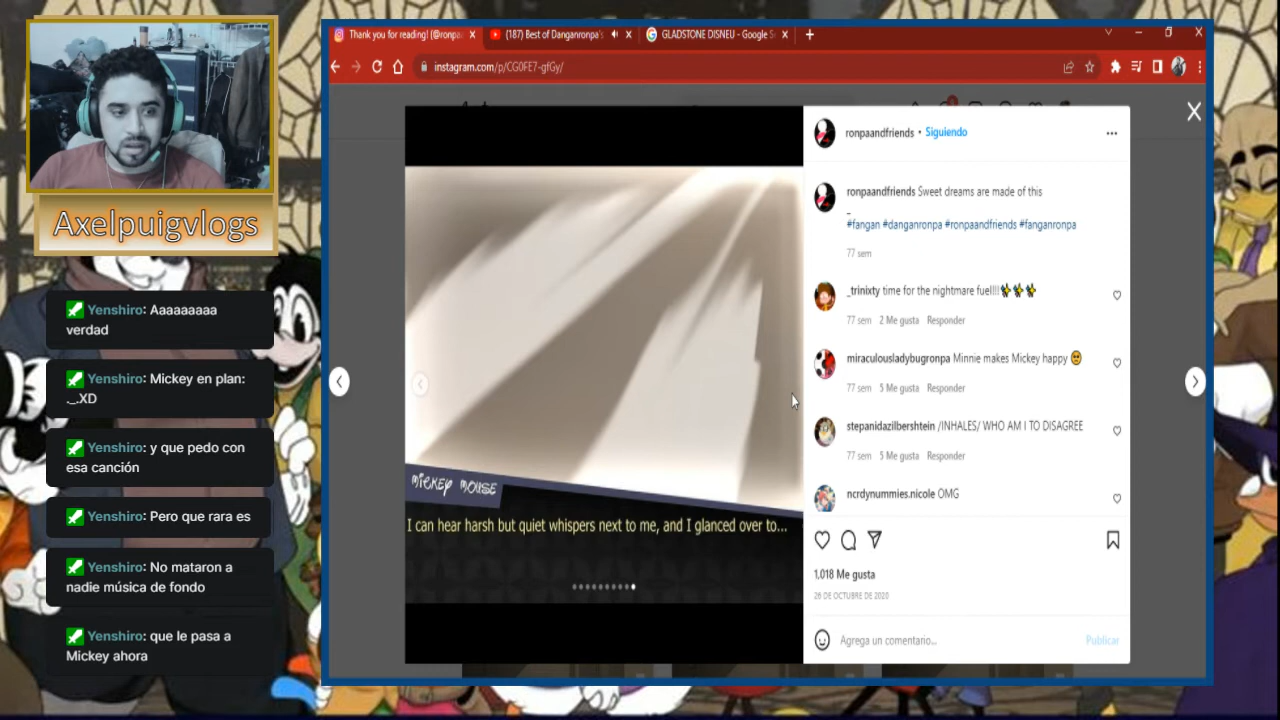 Thank you for reading! (@ronpa
(187) Best of Danganronpa's
GLADSTONE DISNEU - Google S
instagram.com/p/CG0FE7-gfGy/
Axelpuigvlogs
Yenshiro: Aaaaaaaaa
verdad
Yenshiro: Mickey en plan:
._.XD
Yenshiro: y que pedo con
esa canción
Yenshiro: Pero que rara es
Yenshiro: No mataron a
nadie música de fondo
Yenshiro: que le pasa a
Mickey ahora
MICKEY MOUSE
I can hear harsh but quiet whispers next to me, and I glanced over to...
ronpaandfriends • Siguiendo
ronpaandfriends Sweet dreams are made of this
_
#fangan #danganronpa #ronpaandfriends #fanganronpa
77 sem
_trinixty time for the nightmare fuel!!!✨✨✨
77 sem 2 Me gusta Responder
miraculousladybugronpa Minnie makes Mickey happy 🥺
77 sem 5 Me gusta Responder
stepanidazilbershtein /INHALES/ WHO AM I TO DISAGREE
77 sem 5 Me gusta Responder
ncrdynummies.nicole OMG
1,018 Me gusta
26 DE OCTUBRE DE 2020
Agrega un comentario...
Publicar